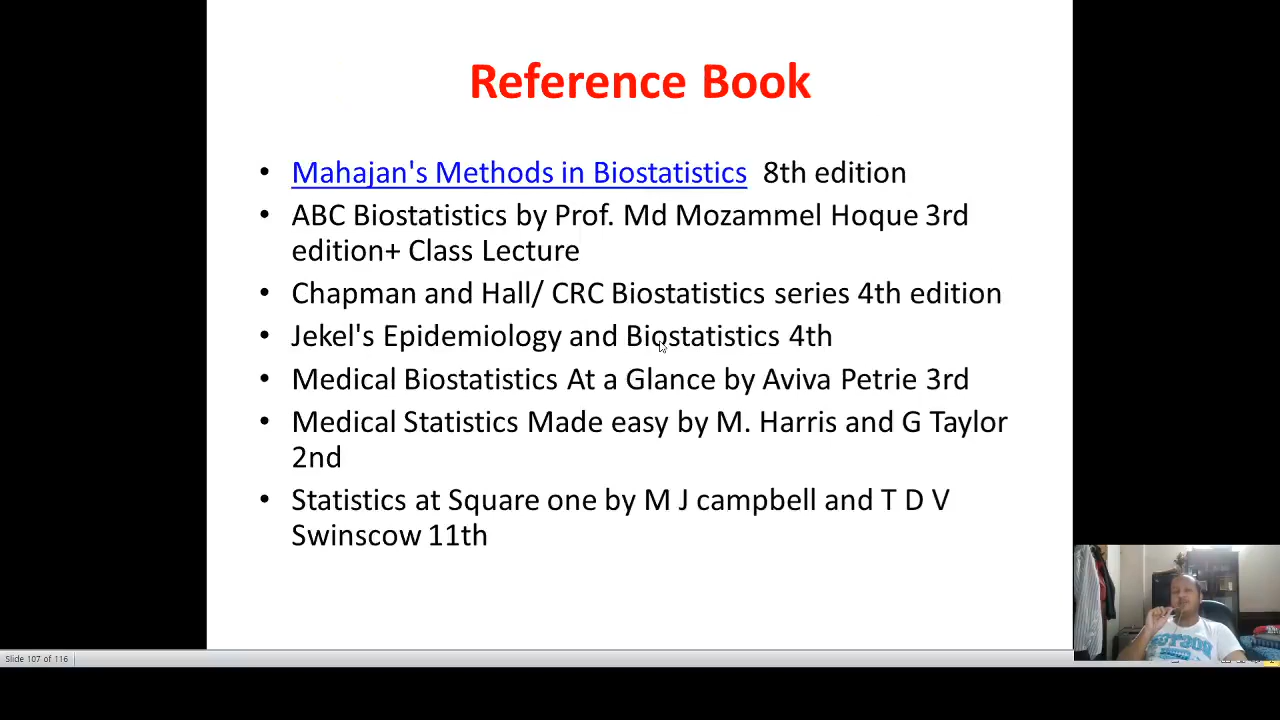 Reference Book
• Mahajan's Methods in Biostatistics 8th edition
• ABC Biostatistics by Prof. Md Mozammel Hoque 3rd
edition+ Class Lecture
• Chapman and Hall/ CRC Biostatistics series 4th edition
• Jekel's Epidemiology and Biostatistics 4th
• Medical Biostatistics At a Glance by Aviva Petrie 3rd
• Medical Statistics Made easy by M. Harris and G Taylor
2nd
• Statistics at Square one by M J campbell and T D V
Swinscow 11th
Slide 107 of 116